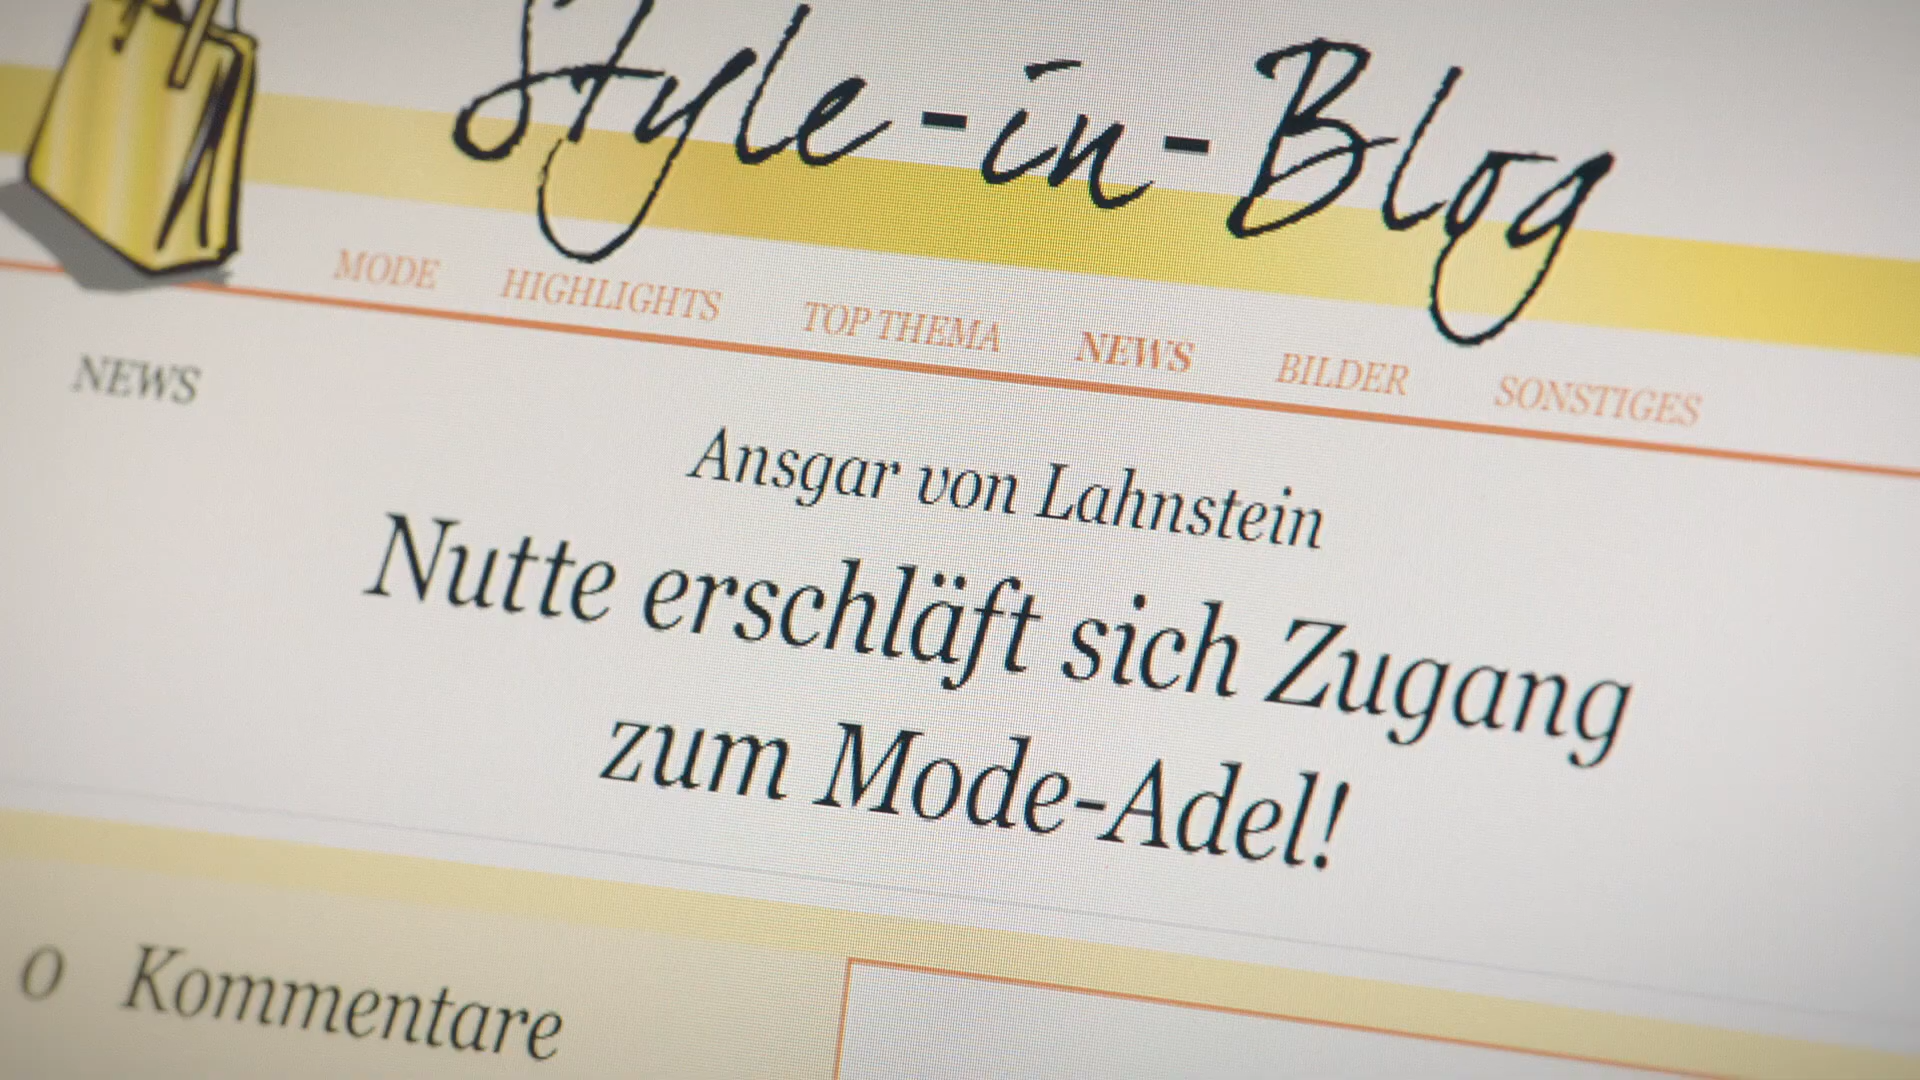 Style-in-Blog
MODE HIGHLIGHTS TOP THEMA NEWS BILDER SONSTIGES
NEWS
Ansgar von Lahnstein
Nutte erschläft sich Zugang
zum Mode-Adel!
0 Kommentare